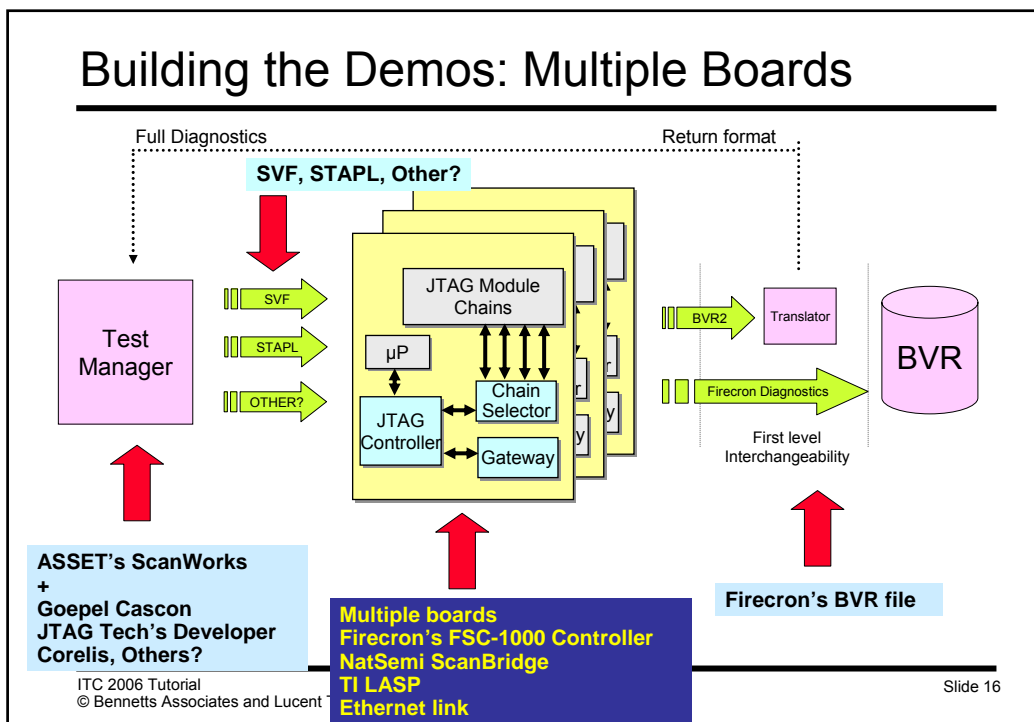 Building the Demos: Multiple Boards
Full Diagnostics
Return format
SVF, STAPL, Other?
Test
Manager
SVF
STAPL
OTHER?
JTAG Module
Chains
µP
JTAG
Controller
Chain
Selector
Gateway
r
r
y
y
BVR2
Translator
Firecron Diagnostics
First level
Interchangeability
BVR
ASSET's ScanWorks
+
Goepel Cascon
JTAG Tech's Developer
Corelis, Others?
Multiple boards
Firecron's FSC-1000 Controller
NatSemi ScanBridge
TI LASP
Ethernet link
Firecron's BVR file
ITC 2006 Tutorial
© Bennetts Associates and Lucent
Slide 16